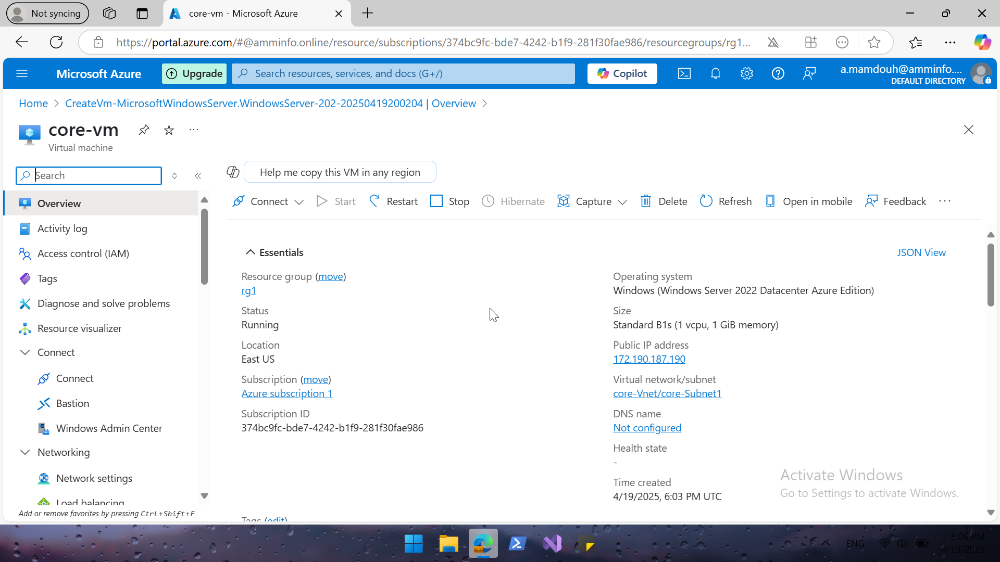 Not syncing
core-vm - Microsoft Azure
https://portal.azure.com/#@amminfo.online/resource/subscriptions/374bc9fc-bde7-4242-b1f9-281f30fae986/resourcegroups/rg1...
Microsoft Azure
Upgrade
Search resources, services, and docs (G+/)
Copilot
a.mamdouh@amminfo....
DEFAULT DIRECTORY
Home > CreateVm-MicrosoftWindowsServer.WindowsServer-202-20250419200204 | Overview >
core-vm
Virtual machine
Search
Help me copy this VM in any region
Connect
Start
Restart
Stop
Hibernate
Capture
Delete
Refresh
Open in mobile
Feedback
Overview
Activity log
Access control (IAM)
Tags
Diagnose and solve problems
Resource visualizer
Connect
Connect
Bastion
Windows Admin Center
Networking
Network settings
Load balancing
Add or remove favorites by pressing Ctrl+Shift+F
Essentials
JSON View
Resource group (move)
rg1
Status
Running
Location
East US
Subscription (move)
Azure subscription 1
Subscription ID
374bc9fc-bde7-4242-b1f9-281f30fae986
Operating system
Windows (Windows Server 2022 Datacenter Azure Edition)
Size
Standard B1s (1 vcpu, 1 GiB memory)
Public IP address
172.190.187.190
Virtual network/subnet
core-Vnet/core-Subnet1
DNS name
Not configured
Health state
-
Time created
4/19/2025, 6:03 PM UTC
Tags (edit)
Activate Windows
Go to Settings to activate Windows.
ENG
8:06 PM
4/19/2025